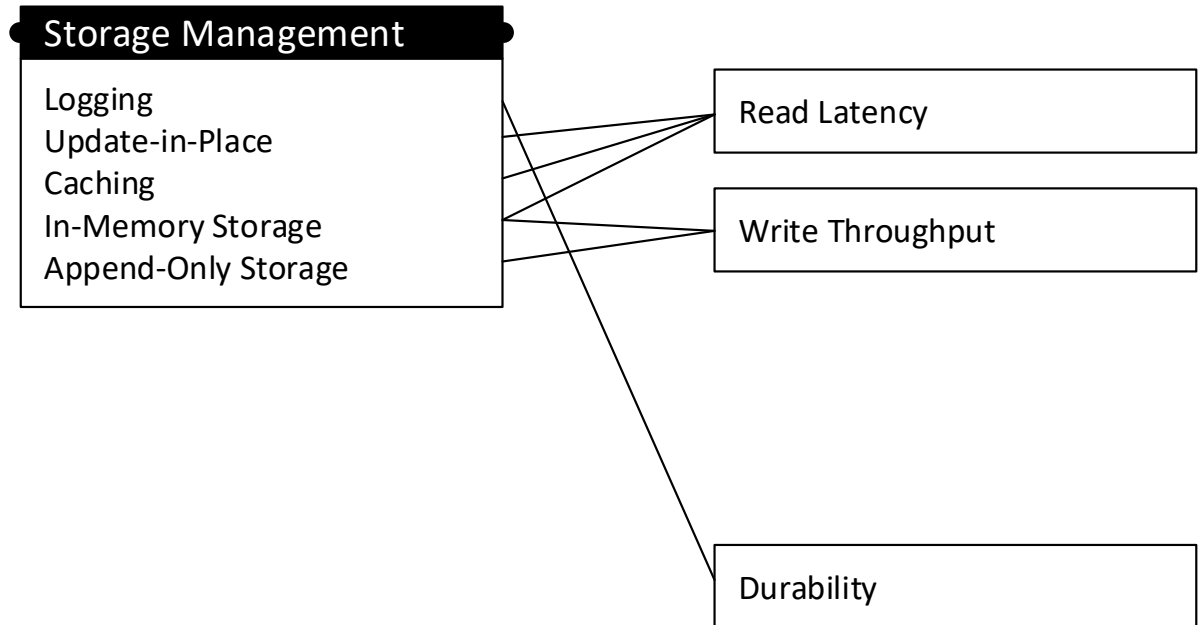 Storage Management
Logging
Update-in-Place
Caching
In-Memory Storage
Append-Only Storage
Read Latency
Write Throughput
Durability